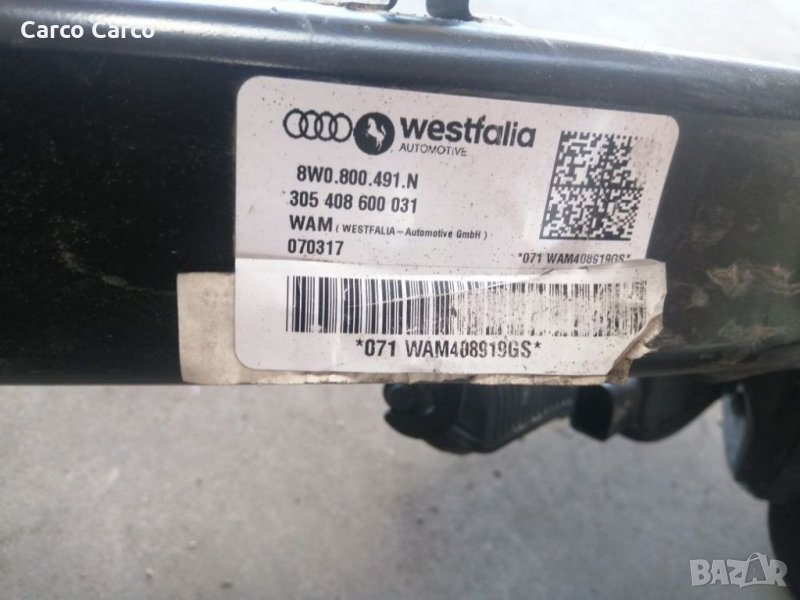 Carco Carco
westfalia
AUTOMOTIVE
8W0.800.491.N
305 408 600 031
WAM ( WESTFALIA – Automotive GmbH )
070317
*071 WAM408919GS*
*071 WAM408919GS*
BAZAR